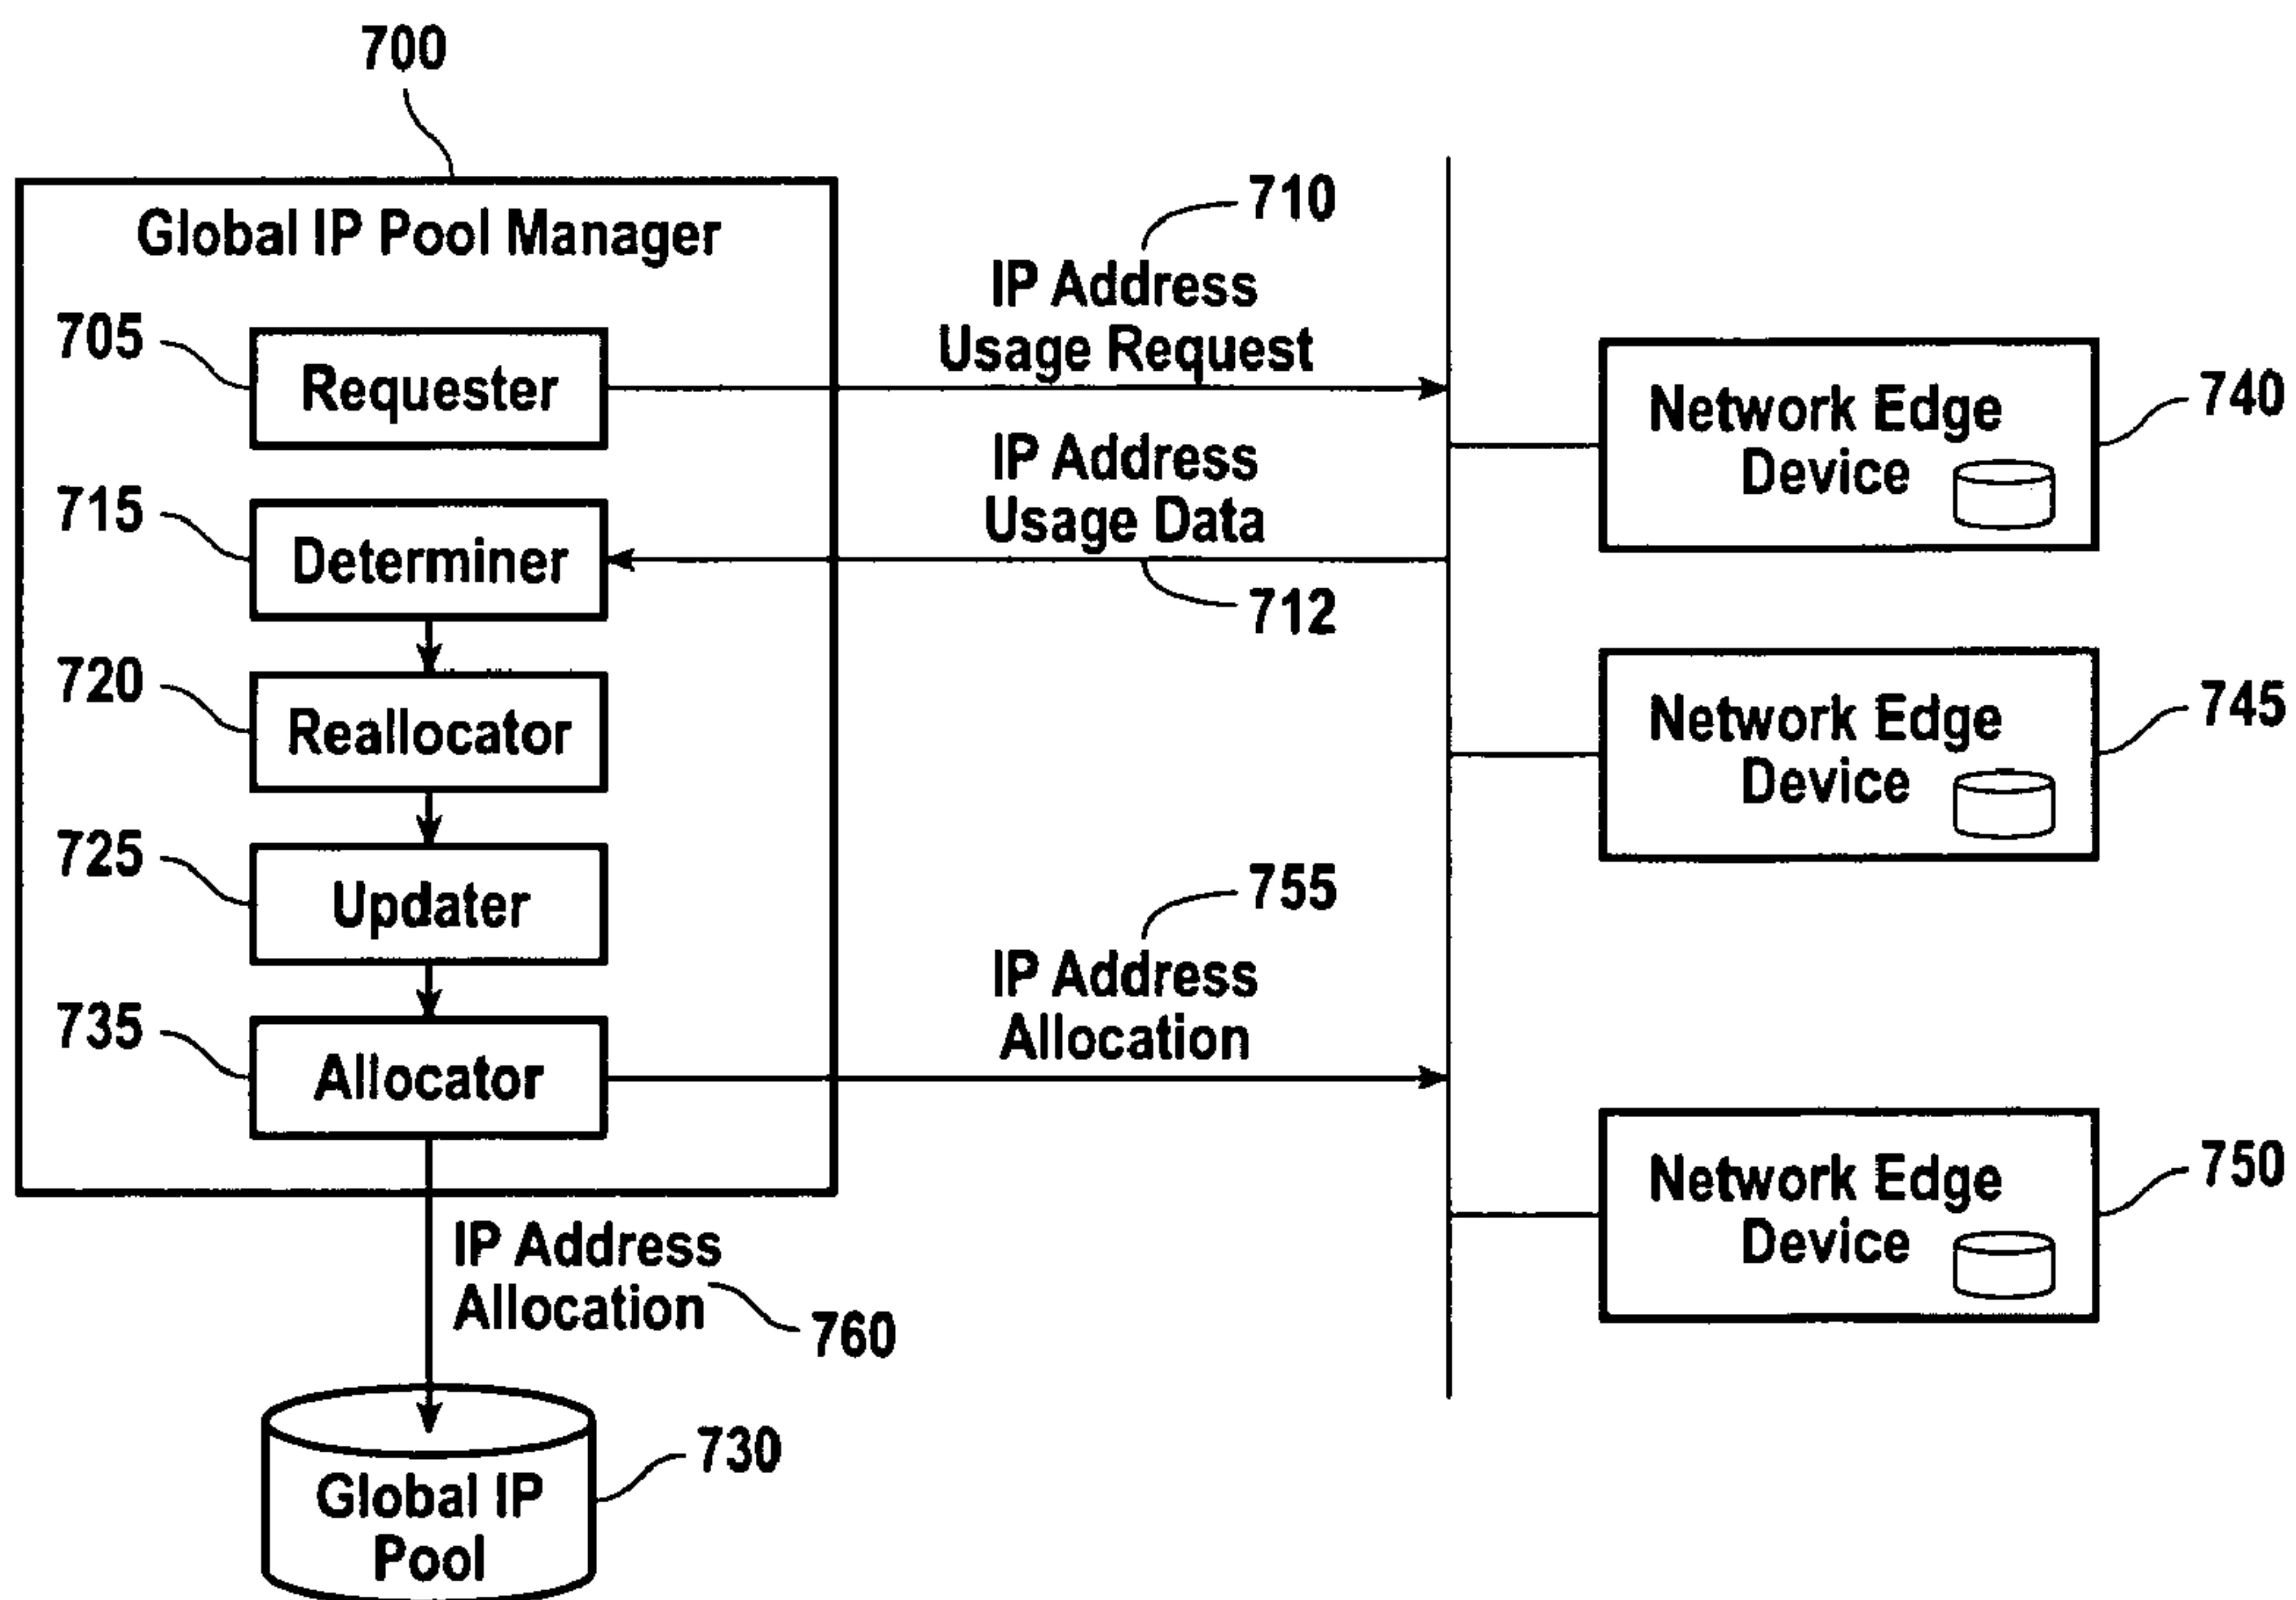 700
Global IP Pool Manager
710
IP Address
Usage Request
705
Requester
Network Edge
Device
740
IP Address
Usage Data
715
Determiner
712
720
Reallocator
Network Edge
Device
745
725
Updater
755
IP Address
Allocation
735
Allocator
Network Edge
Device
750
IP Address
Allocation
760
730
Global IP
Pool